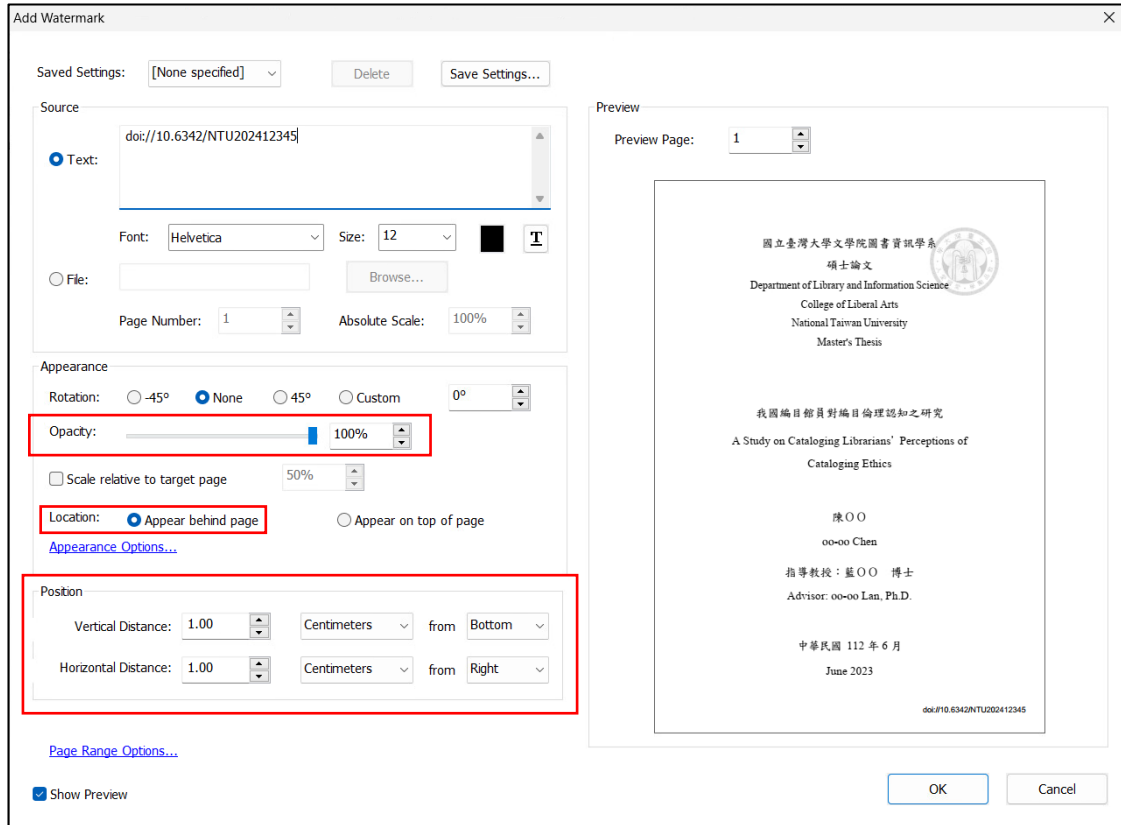 Add Watermark
Saved Settings: [None specified] Delete Save Settings...
Source
doi://10.6342/NTU202412345
Text:
Font: Helvetica Size: 12 T
File: Browse...
Page Number: 1 Absolute Scale: 100%
Appearance
Rotation: -45° None 45° Custom 0°
Opacity: 100%
Scale relative to target page 50%
Location: Appear behind page Appear on top of page
Appearance Options...
Position
Vertical Distance: 1.00 Centimeters from Bottom
Horizontal Distance: 1.00 Centimeters from Right
Page Range Options...
Show Preview
Preview
Preview Page: 1
國立臺灣大學文學院圖書資訊學系
碩士論文
Department of Library and Information Science
College of Liberal Arts
National Taiwan University
Master's Thesis
我國編目館員對編目倫理認知之研究
A Study on Cataloging Librarians' Perceptions of
Cataloging Ethics
陳OO
oo-oo Chen
指導教授：藍OO 博士
Advisor: oo-oo Lan, Ph.D.
中華民國 112 年 6 月
June 2023
doi://10.6342/NTU202412345
OK Cancel